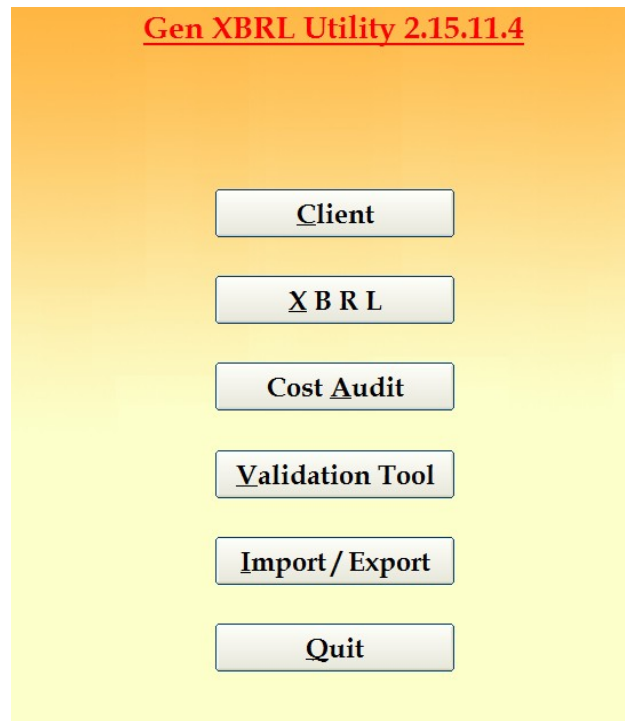 Gen XBRL Utility 2.15.11.4
Client
X B R L
Cost Audit
Validation Tool
Import / Export
Quit